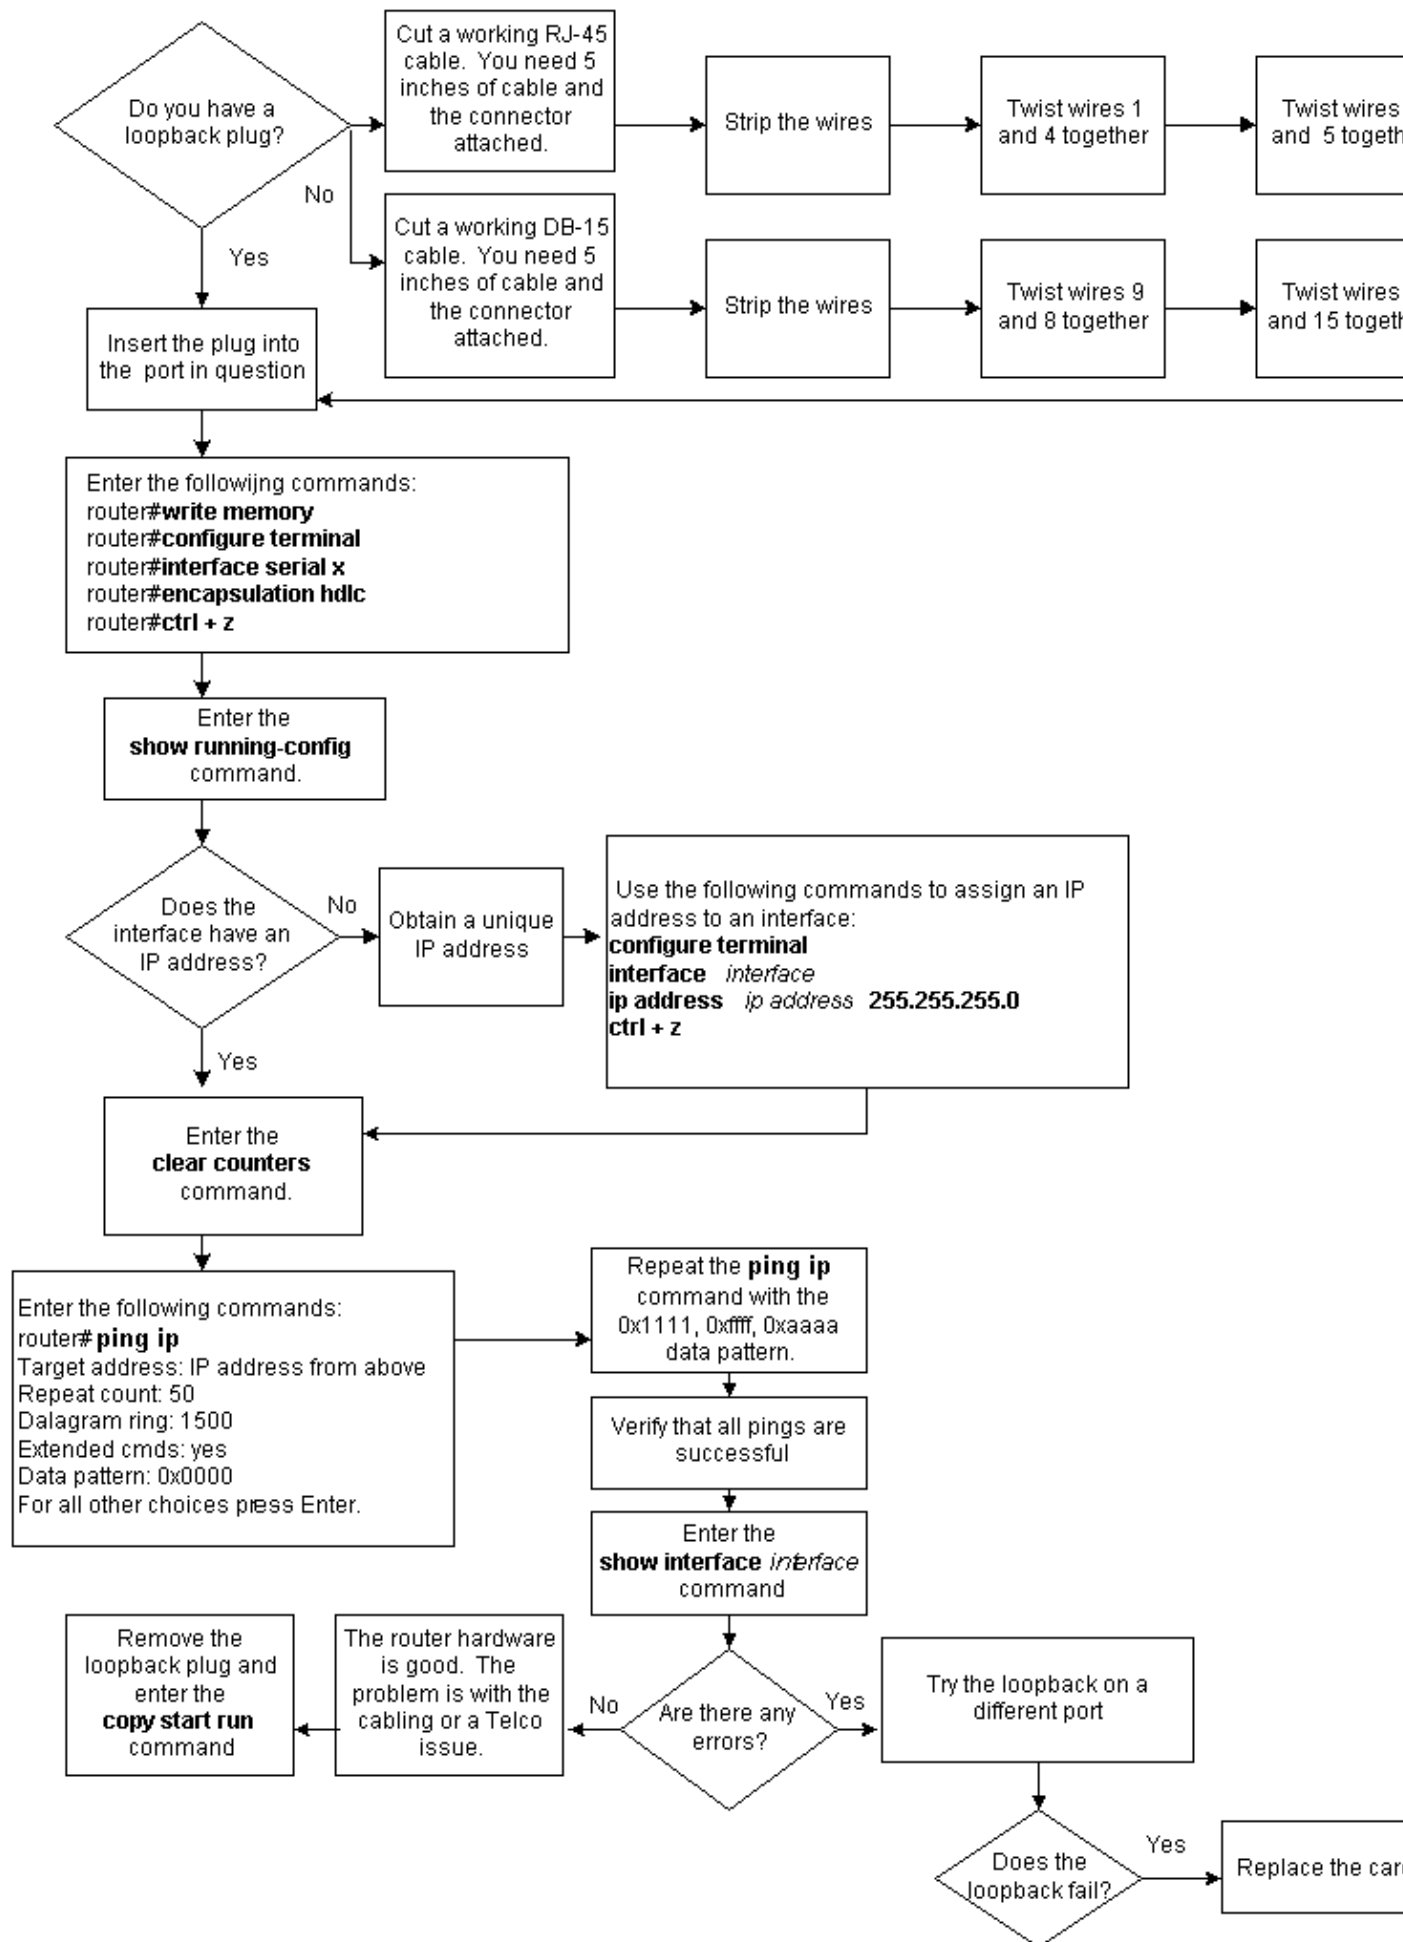 Do you have a
loopback plug?
No
Yes
Cut a working RJ-45
cable. You need 5
inches of cable and
the connector
attached.
Strip the wires
Twist wires 1
and 4 together
Twist wires
and 5
Cut a working DB-15
cable. You need 5
inches of cable and
the connector
attached.
Strip the wires
Twist wires 9
and 8 together
Twist wires
and 15
Insert the plug into
the port in question
Enter the followijng commands:
router#write memory
router#configure terminal
router#interface serial x
router#encapsulation hdlc
router#ctrl + z
Enter the
show running-config
command.
Does the
interface have an
IP address?
No
Yes
Obtain a unique
IP address
Use the following commands to assign an IP
address to an interface:
configure terminal
interface interface
ip address ip address 255.255.255.0
ctrl + z
Enter the
clear counters
command.
Enter the following commands:
router# ping ip
Target address: IP address from above
Repeat count: 50
Dalagram ring: 1500
Extended cmds: yes
Data pattern: 0x0000
For all other choices press Enter.
Repeat the ping ip
command with the
0x1111, 0xffff, 0xaaaa
data pattern.
Verify that all pings are
successful
Enter the
show interface interface
command
Are there any
errors?
No
Yes
The router hardware
is good. The
problem is with the
cabling or a Telco
issue.
Remove the
loopback plug and
enter the
copy start run
command
Try the loopback on a
different port
Does the
loopback fail?
Yes
Replace the